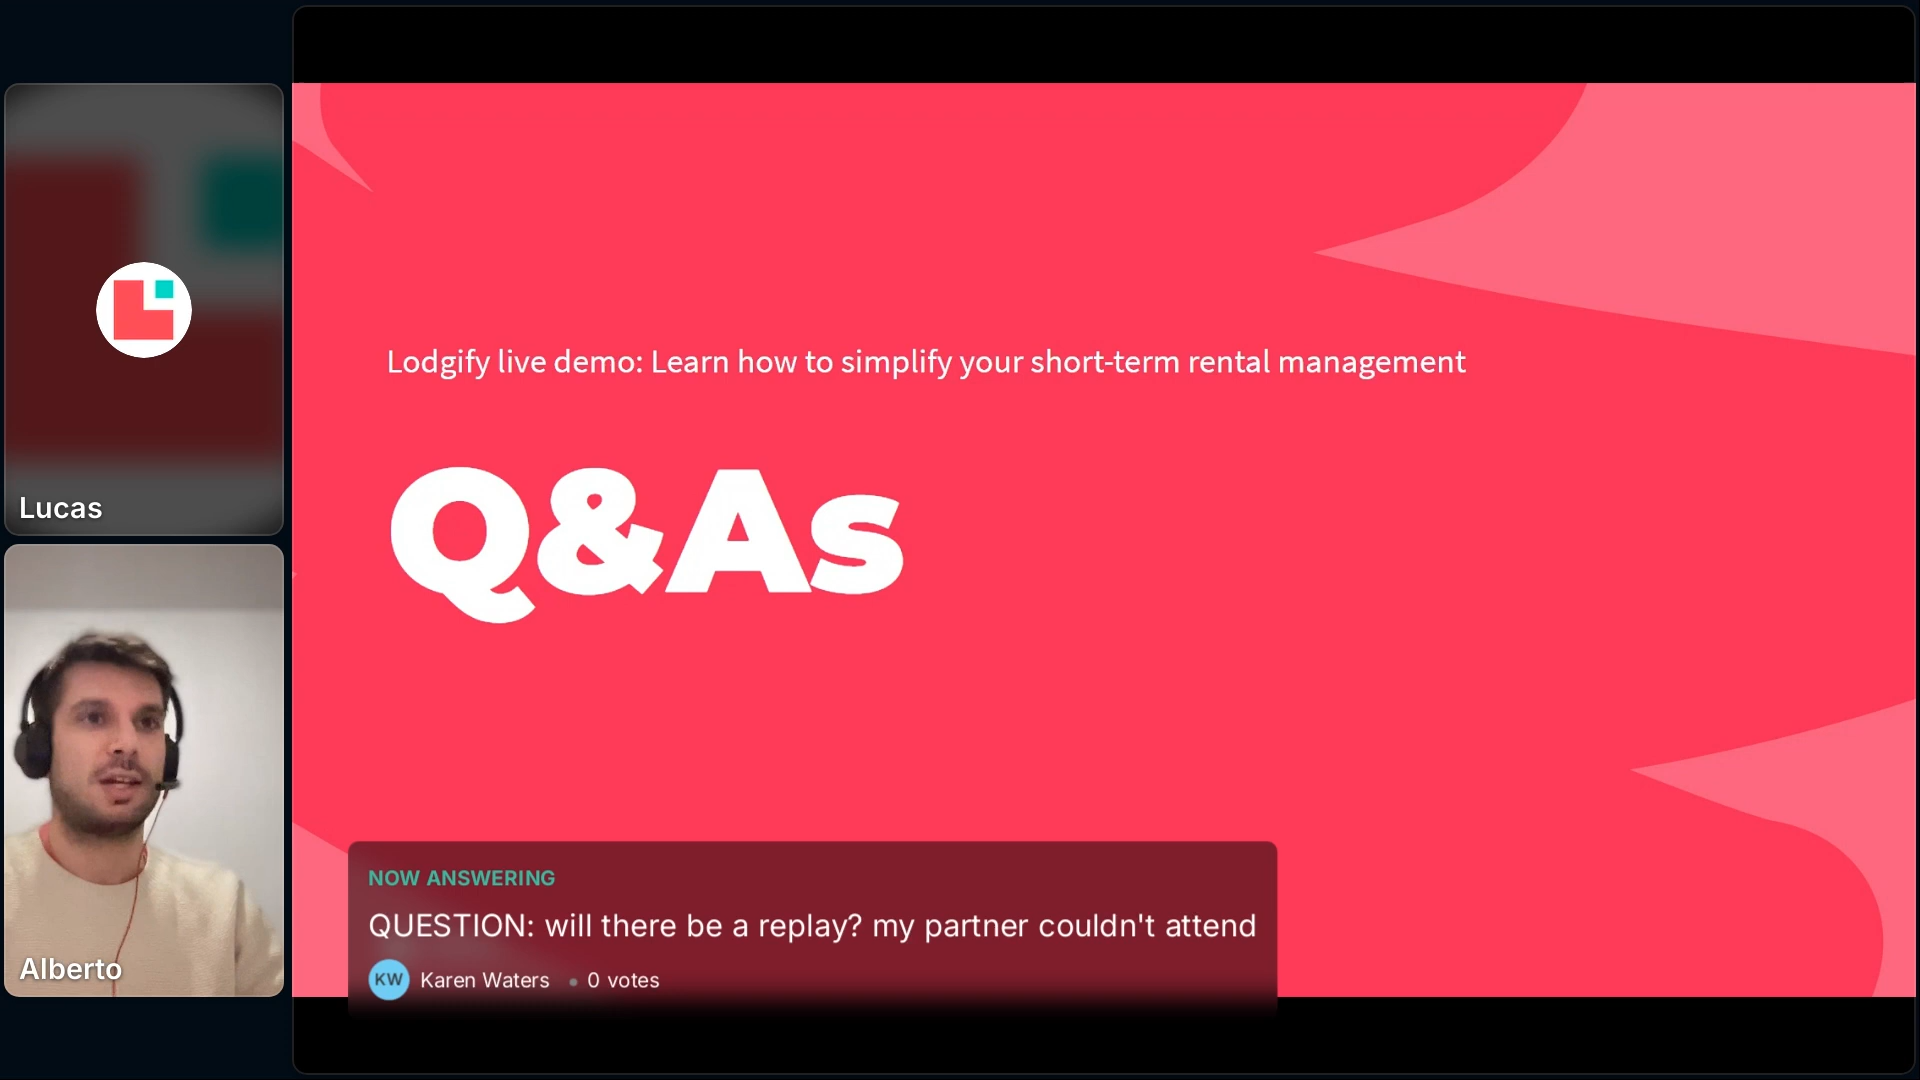 Lucas
Alberto
Lodgify live demo: Learn how to simplify your short-term rental management
Q&As
NOW ANSWERING
QUESTION: will there be a replay? my partner couldn't attend
KW Karen Waters • 0 votes